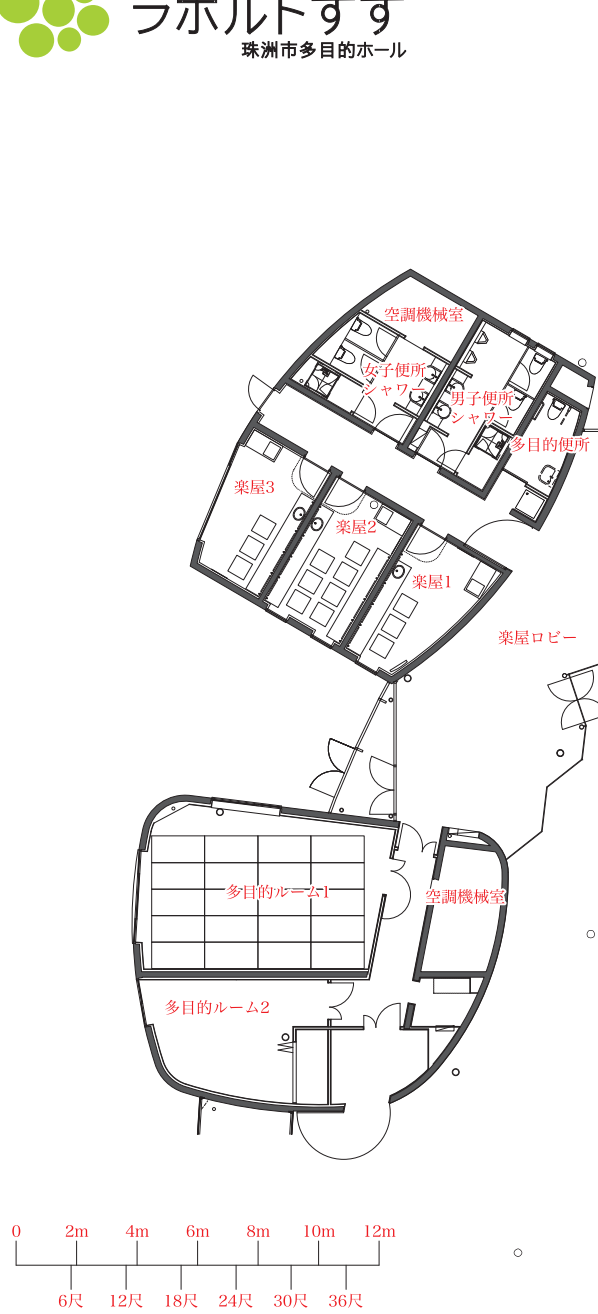 ラポルトすず
珠洲市多目的ホール
空調機械室
女子便所
シャワー
男子便所
シャワー
多目的便所
楽屋3
楽屋2
楽屋1
楽屋ロビー
多目的ルーム1
空調機械室
多目的ルーム2
0 2m 4m 6m 8m 10m 12m
6尺 12尺 18尺 24尺 30尺 36尺